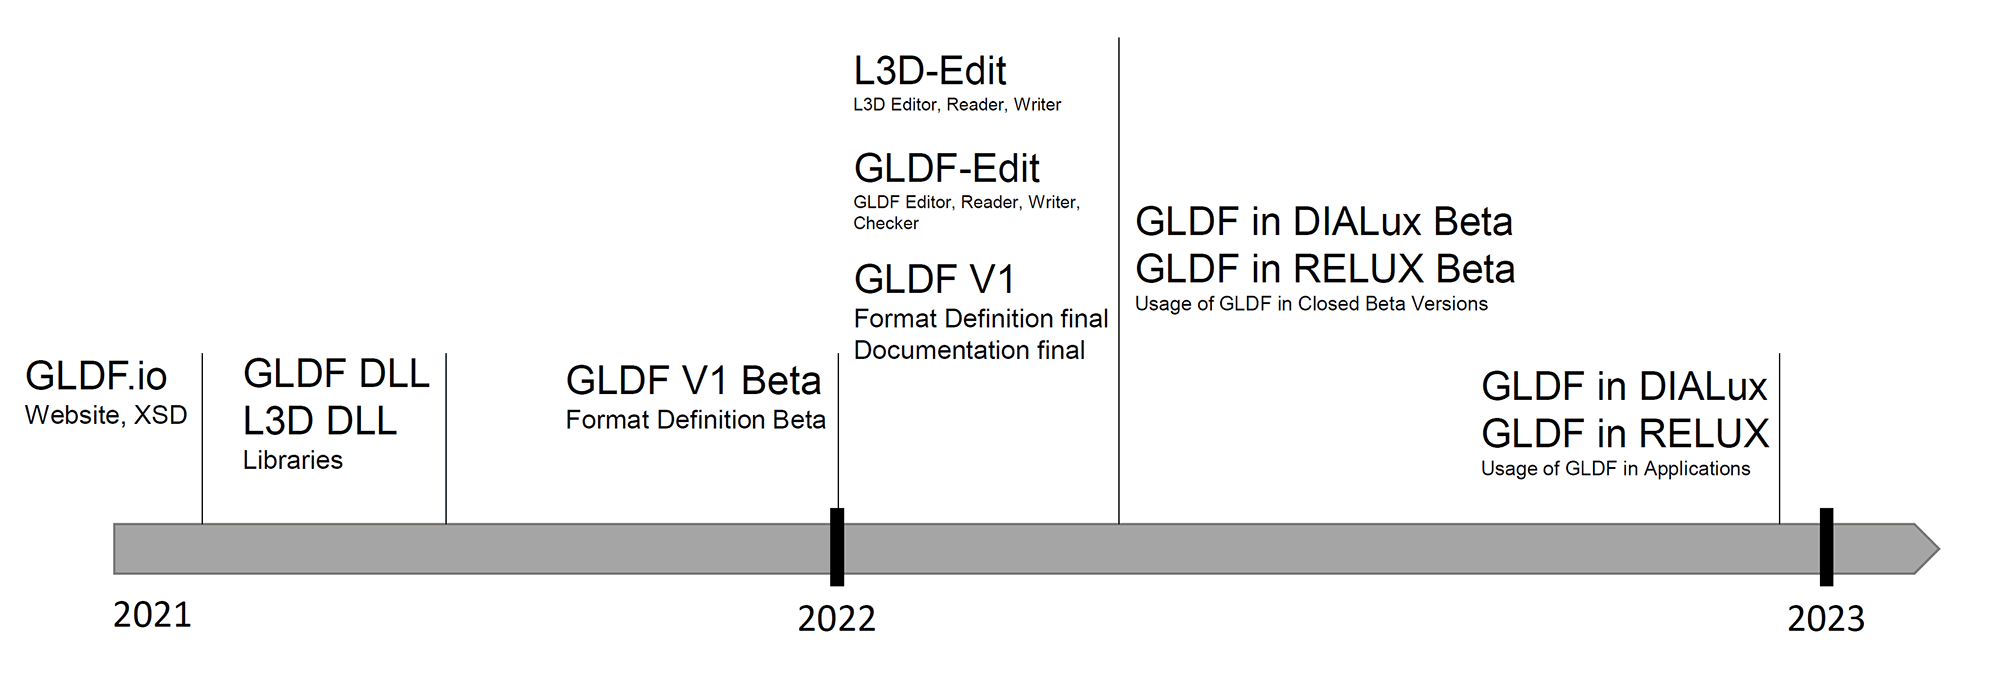 GLDF.io
Website, XSD
GLDF DLL
L3D DLL
Libraries
GLDF V1 Beta
Format Definition Beta
L3D-Edit
L3D Editor, Reader, Writer
GLDF-Edit
GLDF Editor, Reader, Writer,
Checker
GLDF V1
Format Definition final
Documentation final
GLDF in DIALux Beta
GLDF in RELUX Beta
Usage of GLDF in Closed Beta Versions
GLDF in DIALux
GLDF in RELUX
Usage of GLDF in Applications
2021
2022
2023